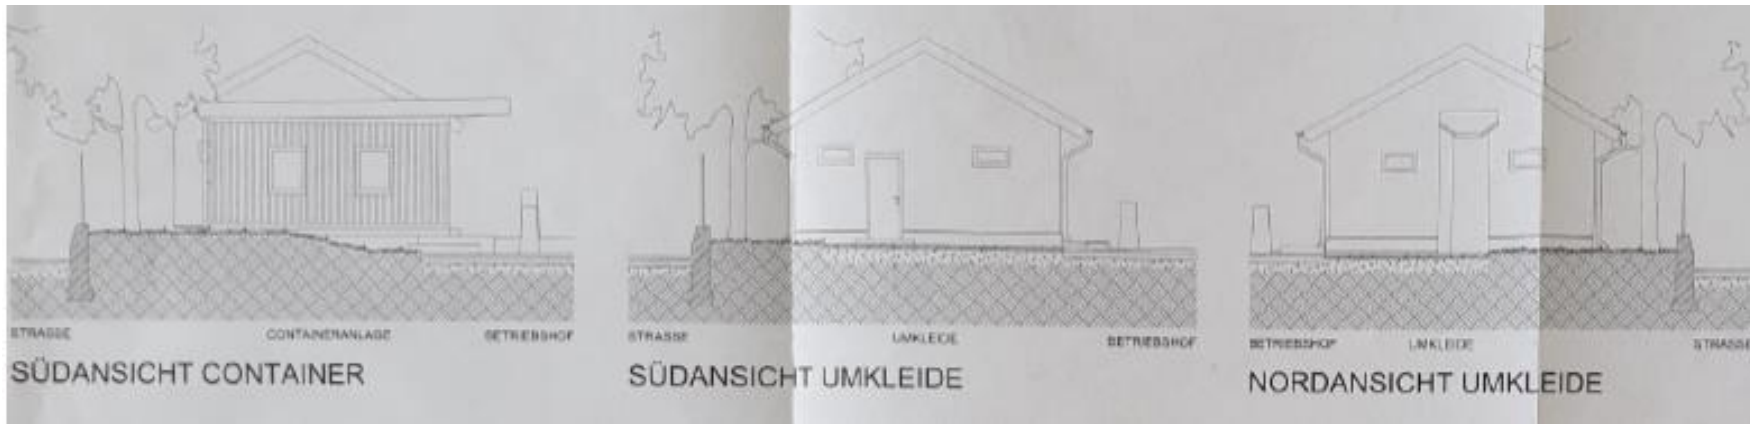 STRASSE CONTAINERANLAGE BETRIEBSHOF
SÜDANSICHT CONTAINER
STRASSE UMKLEIDE BETRIEBSHOF
SÜDANSICHT UMKLEIDE
BETRIEBSHOF UMKLEIDE STRASSE
NORDANSICHT UMKLEIDE